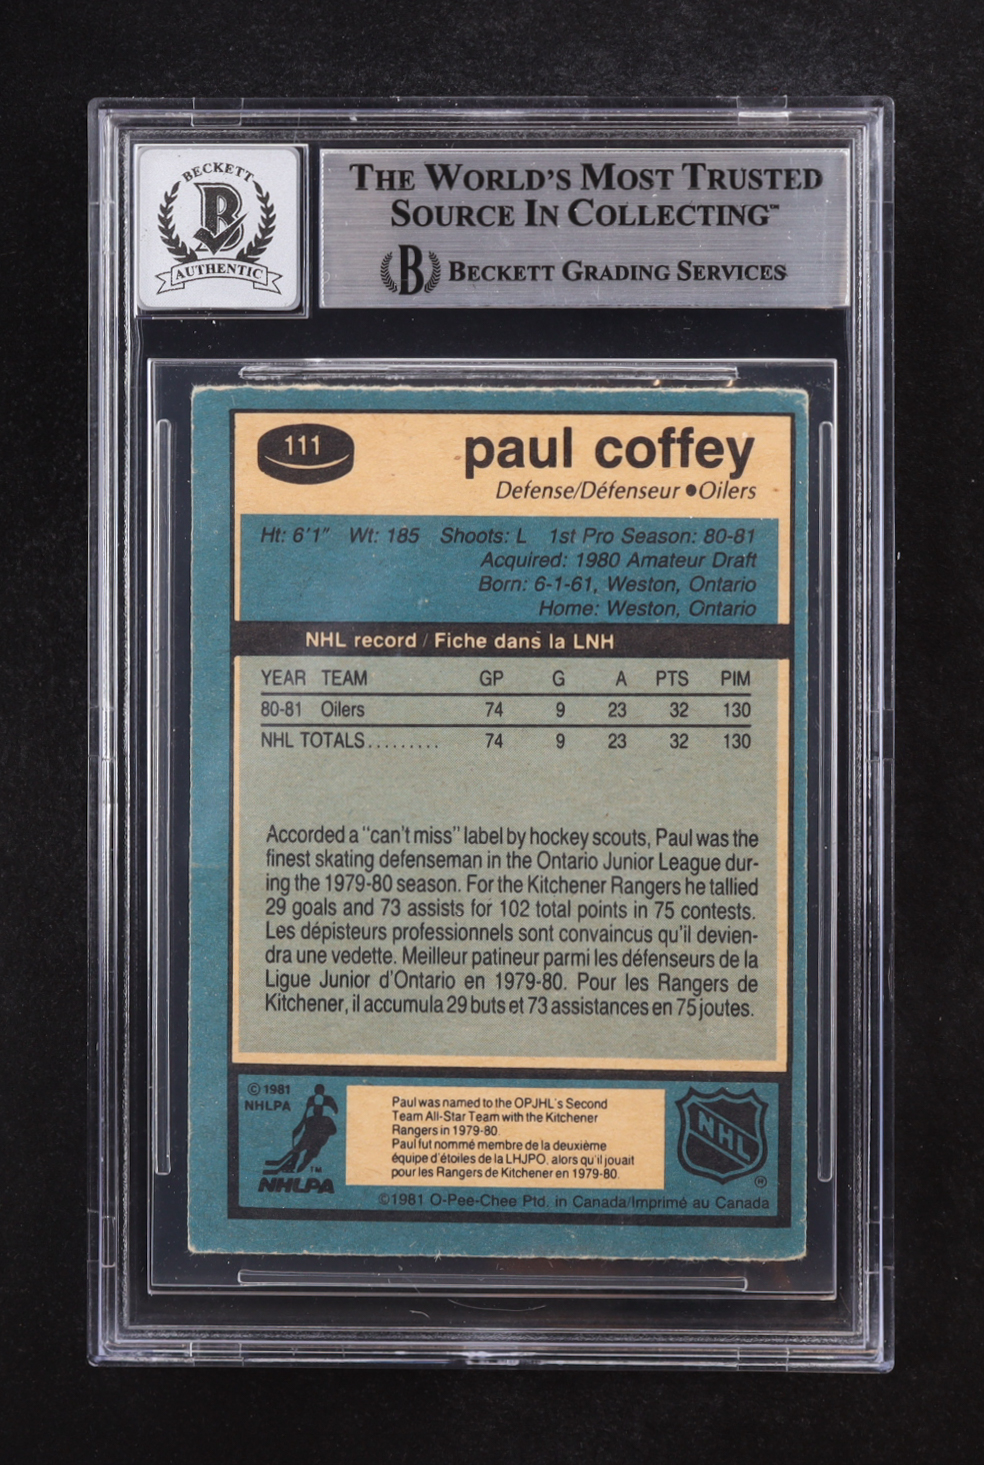 BECKETT
B
AUTHENTIC
THE WORLD'S MOST TRUSTED
SOURCE IN COLLECTING™
B BECKETT GRADING SERVICES
111
paul coffey
Defense/Défenseur ●Oilers
Ht: 6'1" Wt: 185 Shoots: L 1st Pro Season: 80-81
Acquired: 1980 Amateur Draft
Born: 6-1-61, Weston, Ontario
Home: Weston, Ontario
NHL record / Fiche dans la LNH
YEAR TEAM GP G A PTS PIM
80-81 Oilers 74 9 23 32 130
NHL TOTALS......... 74 9 23 32 130
Accorded a "can't miss" label by hockey scouts, Paul was the
finest skating defenseman in the Ontario Junior League dur-
ing the 1979-80 season. For the Kitchener Rangers he tallied
29 goals and 73 assists for 102 total points in 75 contests.
Les dépisteurs professionnels sont convaincus qu'il devien-
dra une vedette. Meilleur patineur parmi les défenseurs de la
Ligue Junior d'Ontario en 1979-80. Pour les Rangers de
Kitchener, il accumula 29 buts et 73 assistances en 75 joutes.
©1981
NHLPA
™
NHLPA
Paul was named to the OPJHL's Second
Team All-Star Team with the Kitchener
Rangers in 1979-80.
Paul fut nommé membre de la deuxième
équipe d'étoiles de la LHJPO, alors qu'il jouait
pour les Rangers de Kitchener en 1979-80.
NHL
®
©1981 O-Pee-Chee Ptd. in Canada/Imprimé au Canada